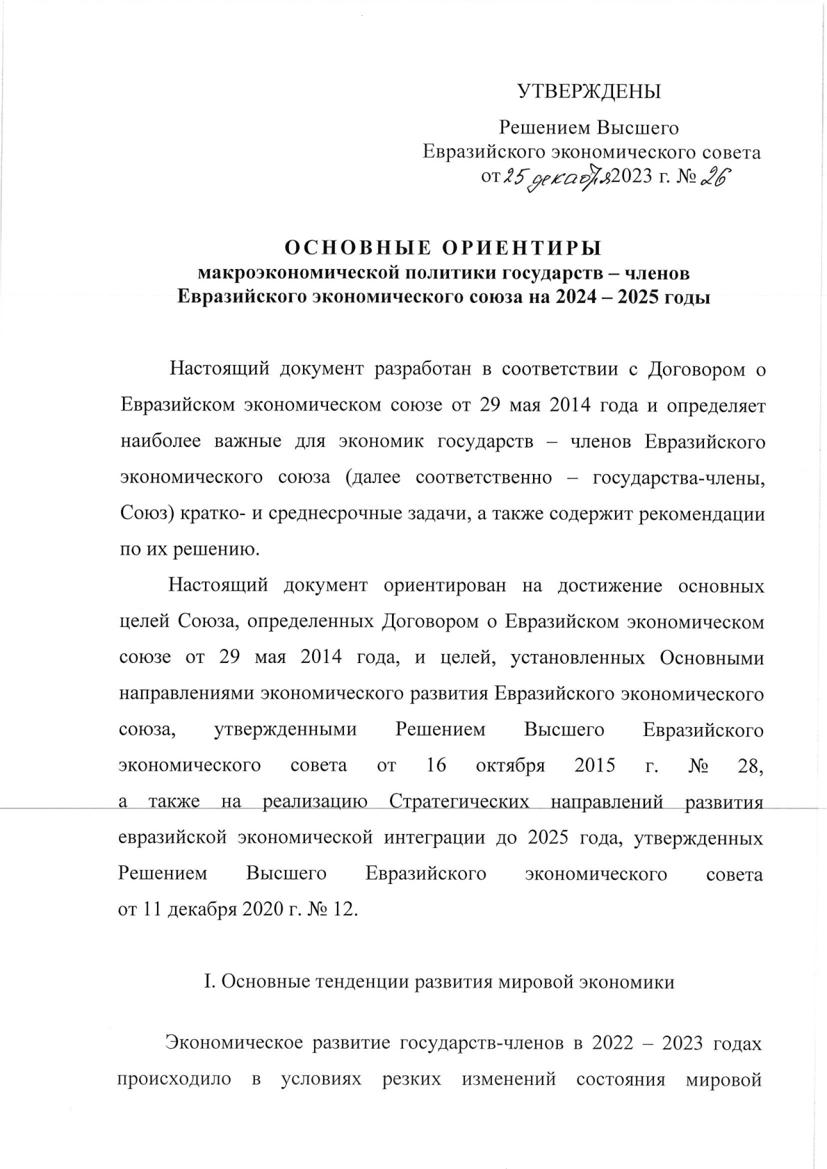 УТВЕРЖДЕНЫ
Решением Высшего
Евразийского экономического совета
от 25 декабря 2023 г. № 26
ОСНОВНЫЕ ОРИЕНТИРЫ
макроэкономической политики государств – членов
Евразийского экономического союза на 2024 – 2025 годы
Настоящий документ разработан в соответствии с Договором о
Евразийском экономическом союзе от 29 мая 2014 года и определяет
наиболее важные для экономик государств – членов Евразийского
экономического союза (далее соответственно – государства-члены,
Союз) кратко- и среднесрочные задачи, а также содержит рекомендации
по их решению.
Настоящий документ ориентирован на достижение основных
целей Союза, определенных Договором о Евразийском экономическом
союзе от 29 мая 2014 года, и целей, установленных Основными
направлениями экономического развития Евразийского экономического
союза, утвержденными Решением Высшего Евразийского
экономического совета от 16 октября 2015 г. № 28,
а также на реализацию Стратегических направлений развития
евразийской экономической интеграции до 2025 года, утвержденных
Решением Высшего Евразийского экономического совета
от 11 декабря 2020 г. № 12.
I. Основные тенденции развития мировой экономики
Экономическое развитие государств-членов в 2022 – 2023 годах
происходило в условиях резких изменений состояния мировой